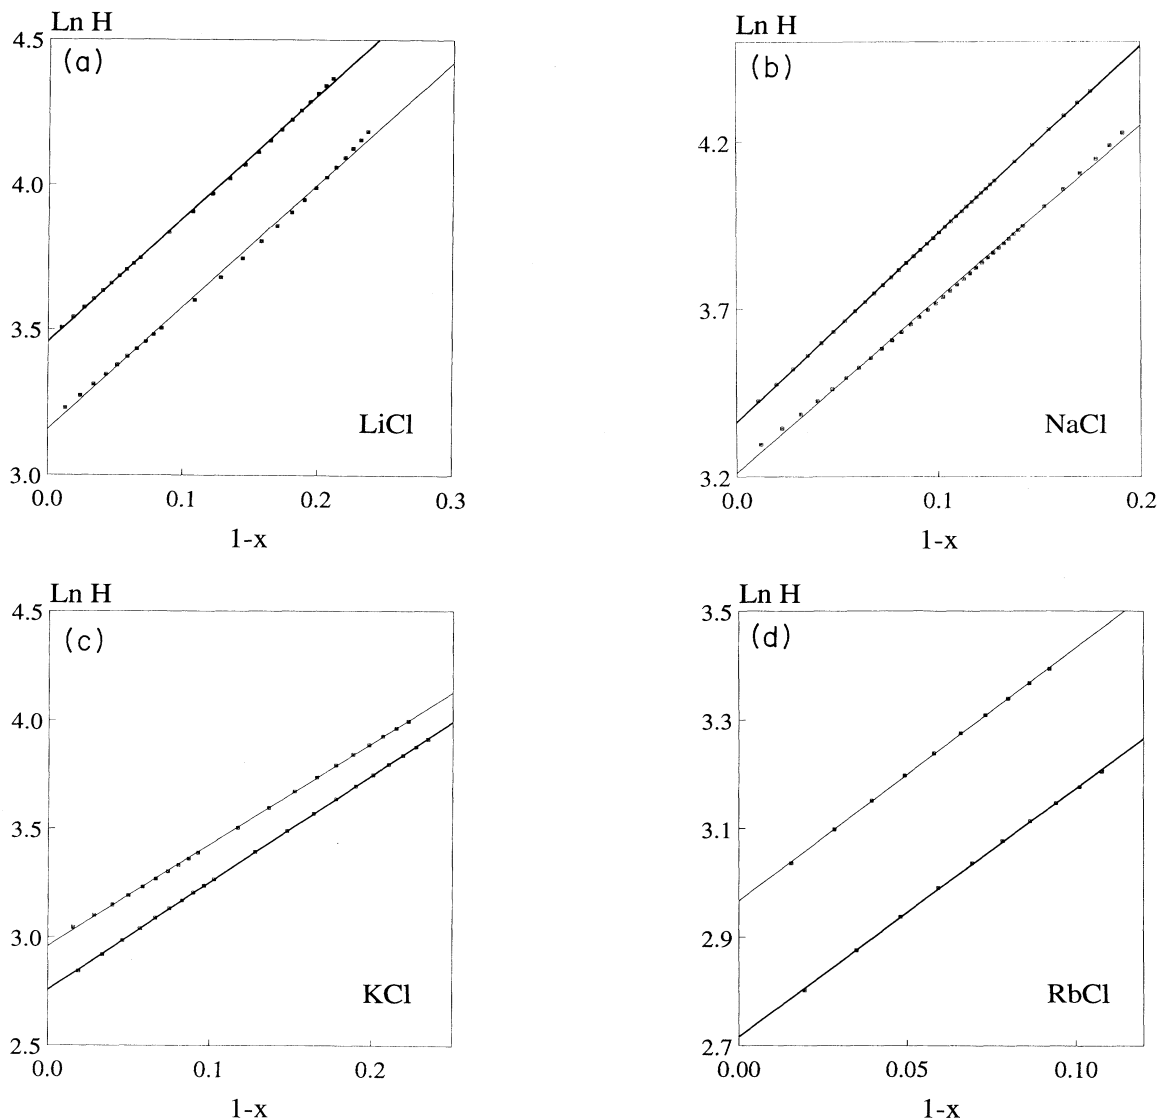 Ln H
4.5
(a)
4.0
3.5
3.0
LiCl
0.0 0.1 0.2 0.3
1-x
Ln H
(b)
4.2
3.7
3.2
NaCl
0.0 0.1 0.2
1-x
Ln H
4.5
(c)
4.0
3.5
3.0
2.5
KCl
0.0 0.1 0.2
1-x
Ln H
3.5
(d)
3.3
3.1
2.9
2.7
RbCl
0.00 0.05 0.10
1-x